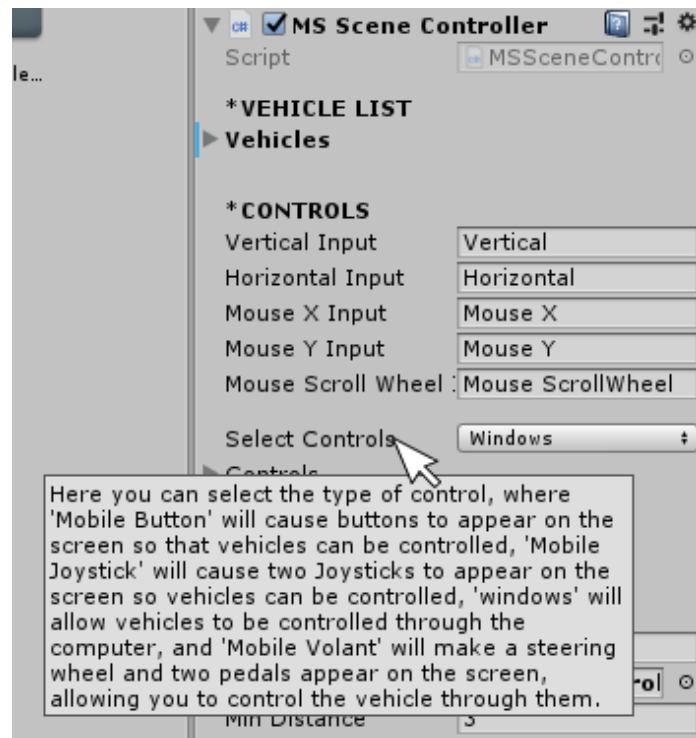 MS Scene Controller
le...
Script MSSceneContr
*VEHICLE LIST
Vehicles
*CONTROLS
Vertical Input Vertical
Horizontal Input Horizontal
Mouse X Input Mouse X
Mouse Y Input Mouse Y
Mouse Scroll Wheel Mouse ScrollWheel
Select Controls Windows
Controls
Here you can select the type of control, where
'Mobile Button' will cause buttons to appear on the
screen so that vehicles can be controlled, 'Mobile
Joystick' will cause two Joysticks to appear on the
screen so vehicles can be controlled, 'windows' will
allow vehicles to be controlled through the
computer, and 'Mobile Volant' will make a steering
wheel and two pedals appear on the screen,
allowing you to control the vehicle through them.
rol
Min Distance 3